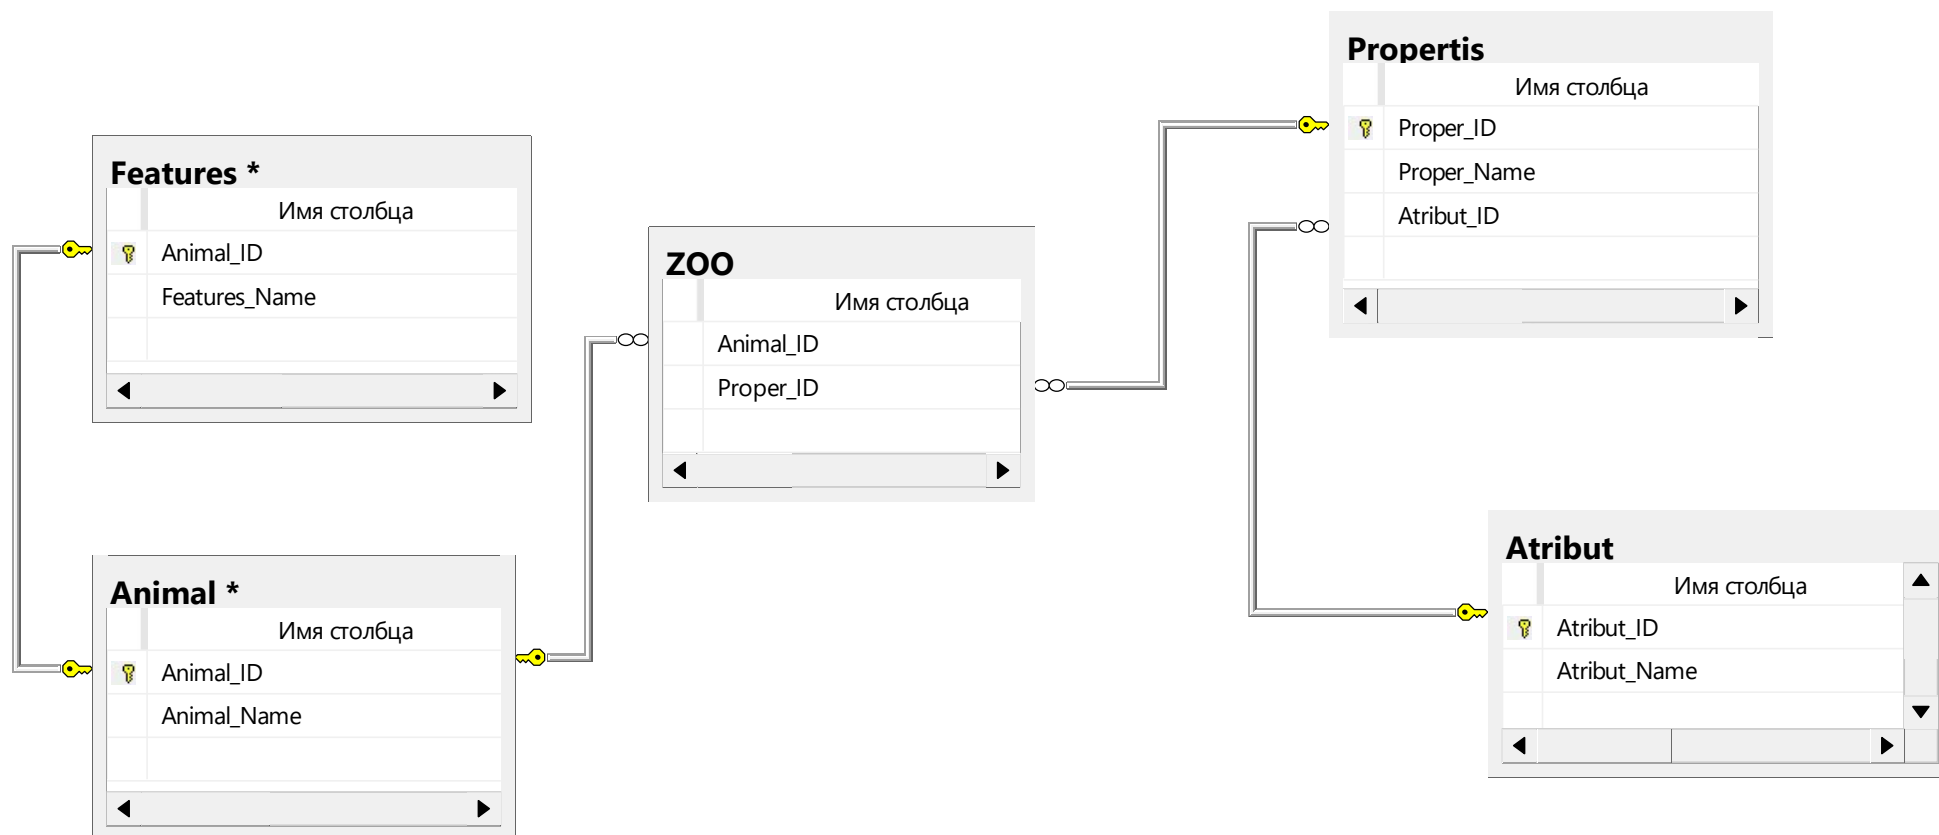 Features *
Имя столбца
Animal_ID
Features_Name
Animal *
Имя столбца
Animal_ID
Animal_Name
ZOO
Имя столбца
Animal_ID
Proper_ID
Propertis
Имя столбца
Proper_ID
Proper_Name
Atribut_ID
Atribut
Имя столбца
Atribut_ID
Atribut_Name